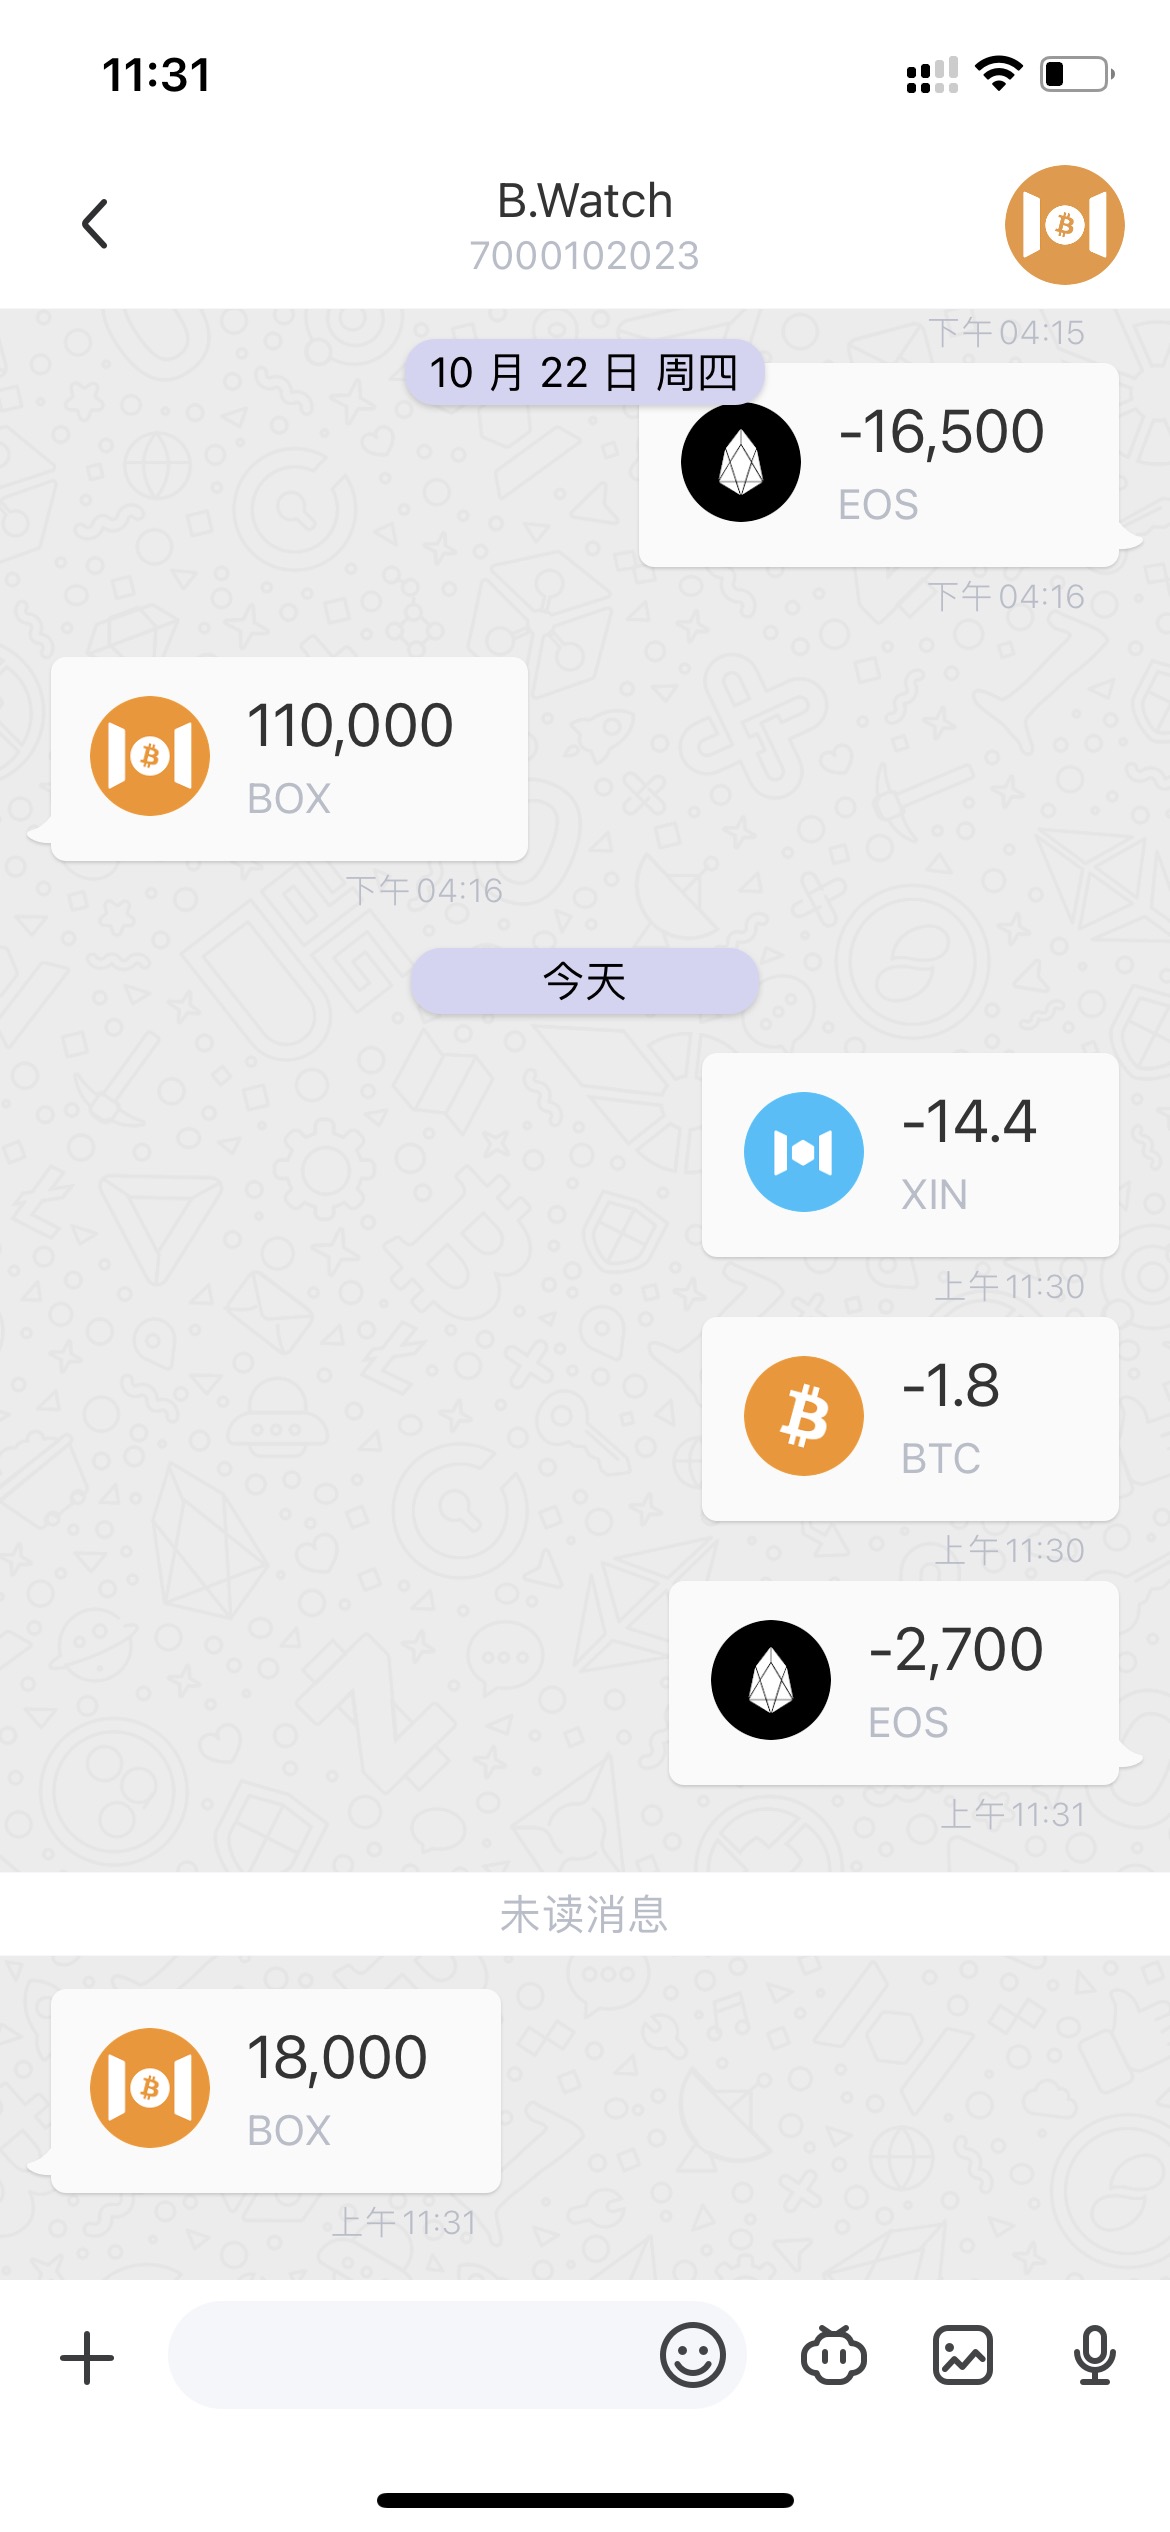 11:31
B.Watch
7000102023
下午 04:15
10 月 22 日 周四
-16,500
EOS
下午 04:16
110,000
BOX
下午 04:16
今天
-14.4
XIN
上午 11:30
-1.8
BTC
上午 11:30
-2,700
EOS
上午 11:31
未读消息
18,000
BOX
上午 11:31